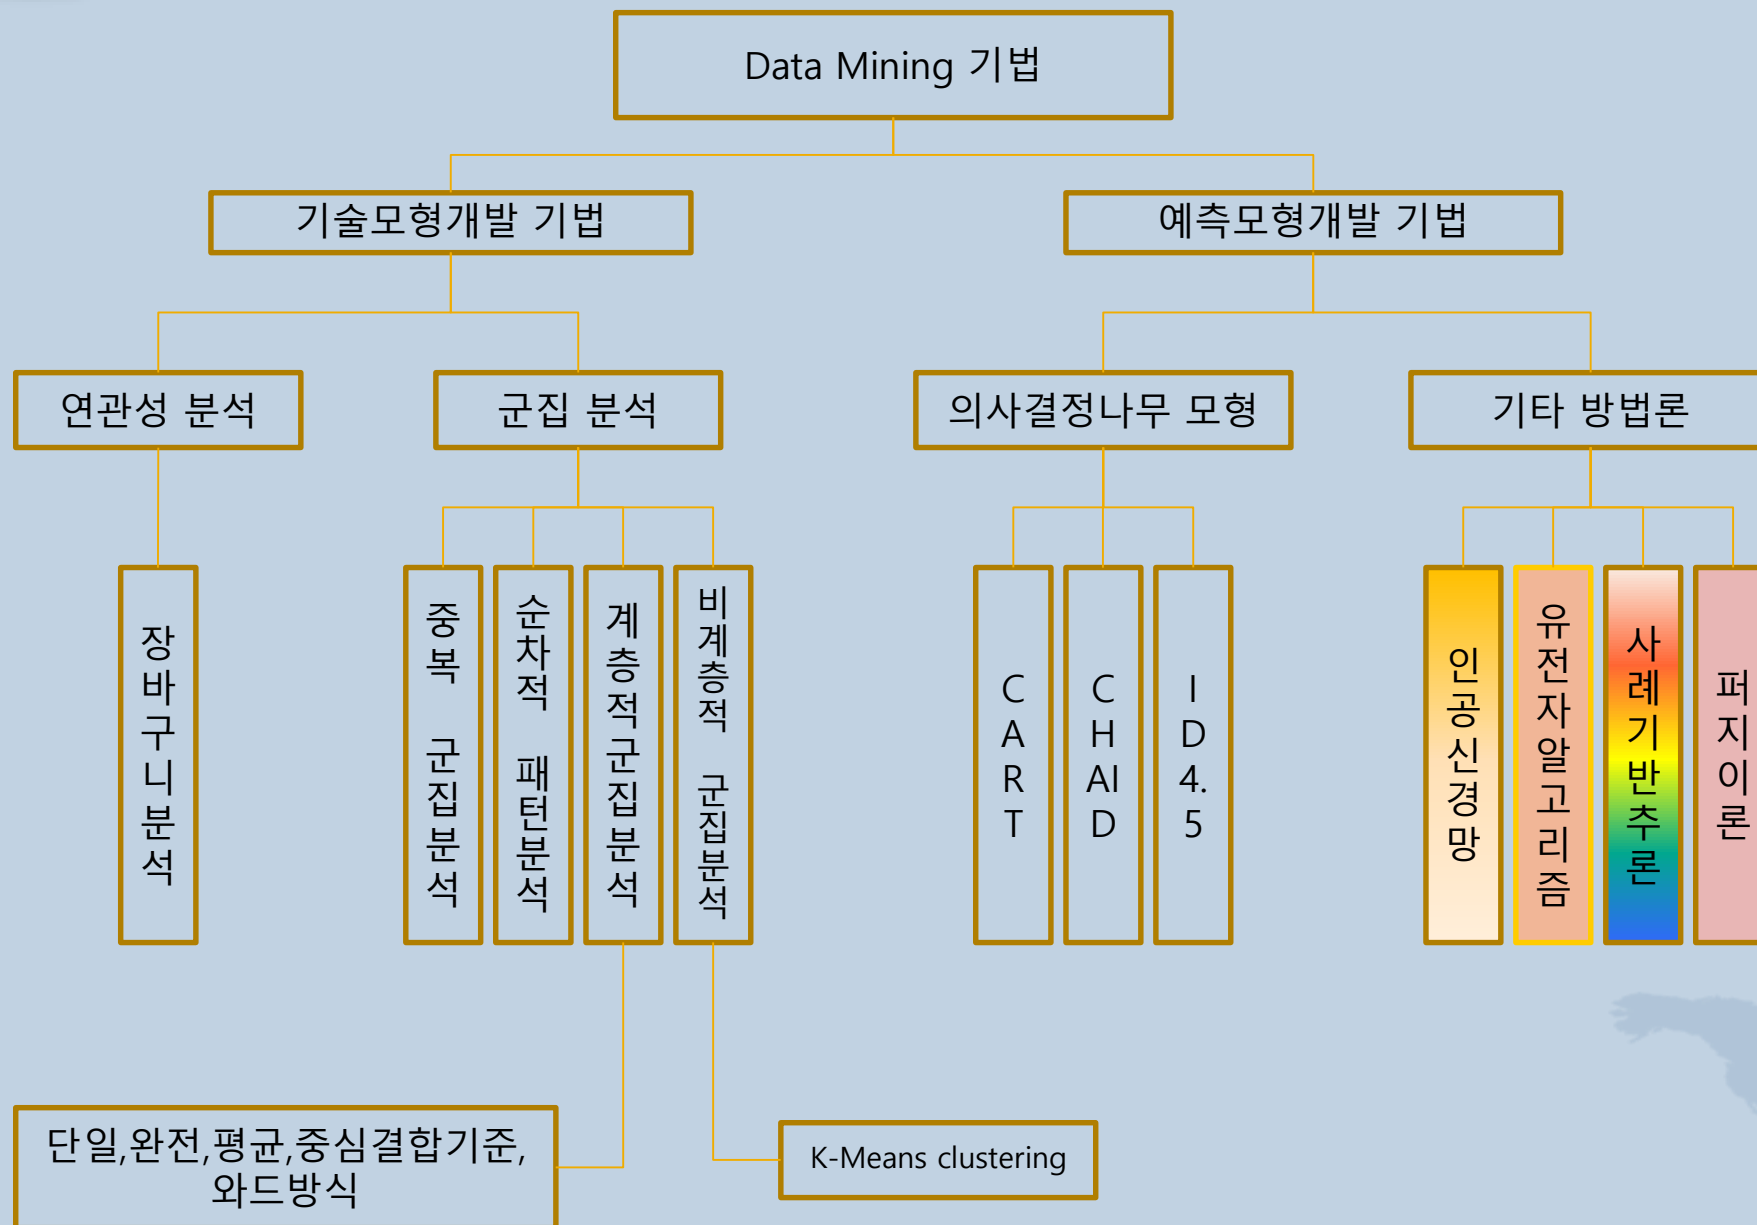 Data Mining 기법
기술모형개발 기법
예측모형개발 기법
연관성 분석
군집 분석
의사결정나무 모형
기타 방법론
장바구니분석
중복 군집분석
순차적 패턴분석
계층적군집분석
비계층적 군집분석
CART
CHAID
ID4.5
인공신경망
유전자알고리즘
사례기반추론
퍼지이론
단일,완전,평균,중심결합기준,
와드방식
K-Means clustering